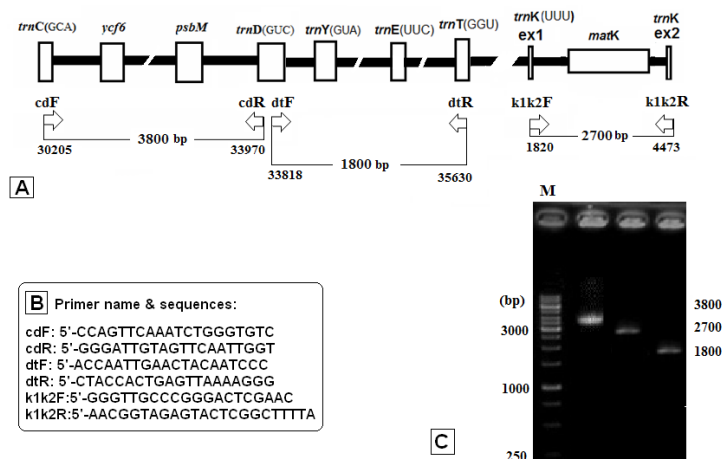 trnC(GCA) ycf6 psbM trnD(GUC) trnY(GUA) trnE(UUC) trnT(GGU) trnK(UUU) ex1 matK trnK ex2
cdF cdR dtF dtR k1k2F k1k2R
3800 bp 2700 bp
30205 33970 1820 4473
33818 1800 bp 35630
A
M
B Primer name & sequences:
cdF: 5'-CCAGTTCAAATCTGGGTGTC
cdR: 5'-GGGATTGTAGTTCAATTGGT
dtF: 5'-ACCAATTGAACTACAATCCC
dtR: 5'-CTACCACTGAGTTAAAAGGG
k1k2F:5'-GGGTTGCCCGGGACTCGAAC
k1k2R:5'-AACGGTAGAGTACTCGGCTTTTA
(bp) 3800
3000 2700
1800
1000
250
C